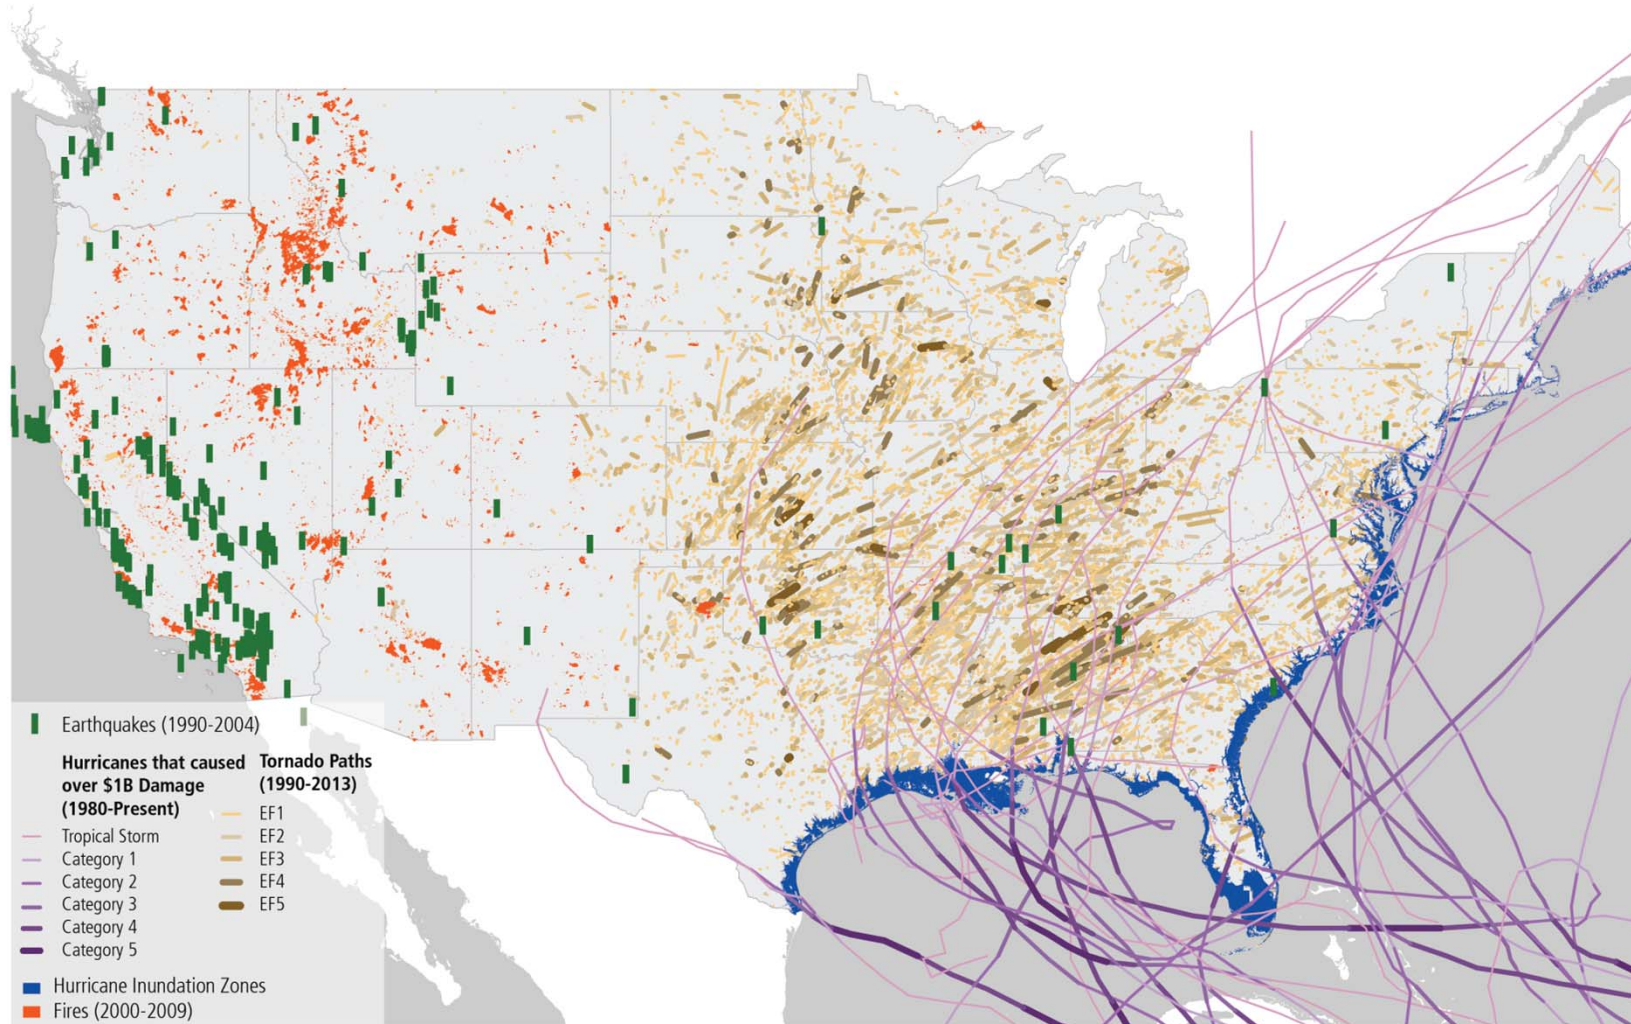 Earthquakes (1990-2004)
Hurricanes that caused
over $1B Damage
(1980-Present)
Tropical Storm
Category 1
Category 2
Category 3
Category 4
Category 5
Tornado Paths
(1990-2013)
EF1
EF2
EF3
EF4
EF5
Hurricane Inundation Zones
Fires (2000-2009)